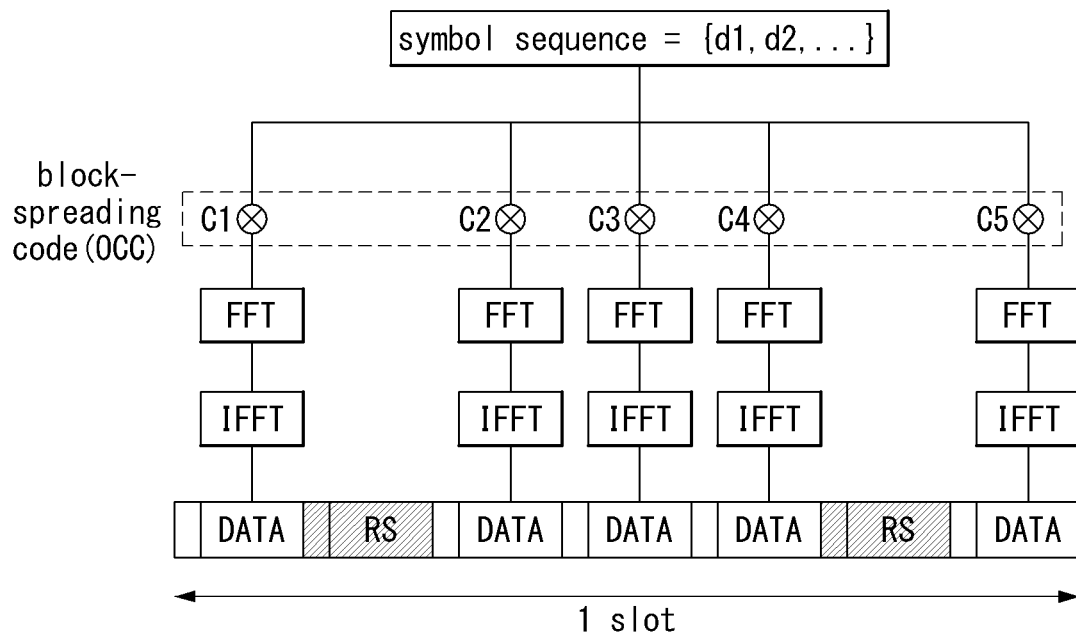 symbol sequence = {d1,d2,...}
block-
spreading
code(OCC)
C1 C2 C3 C4 C5
FFT FFT FFT FFT FFT
IFFT IFFT IFFT IFFT IFFT
DATA RS DATA DATA DATA RS DATA
1 slot